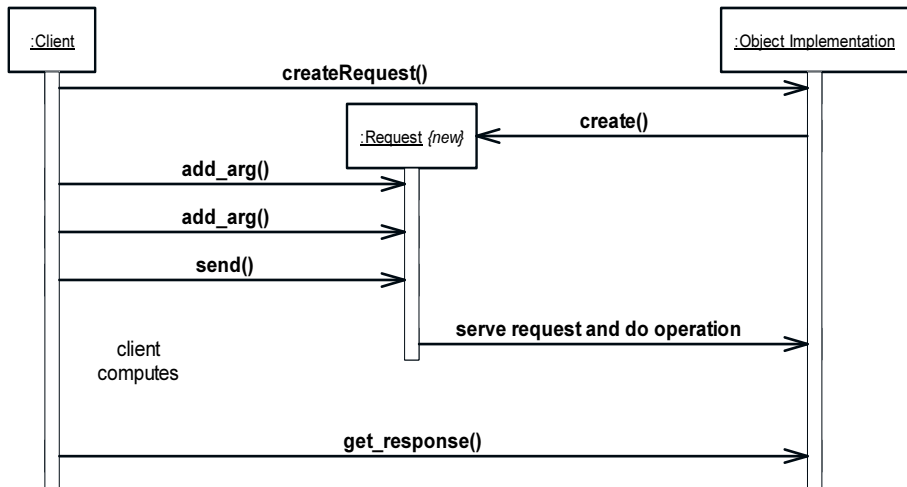 :Client
:Object Implementation
createRequest()
:Request {new}
create()
add_arg()
add_arg()
send()
serve request and do operation
client
computes
get_response()